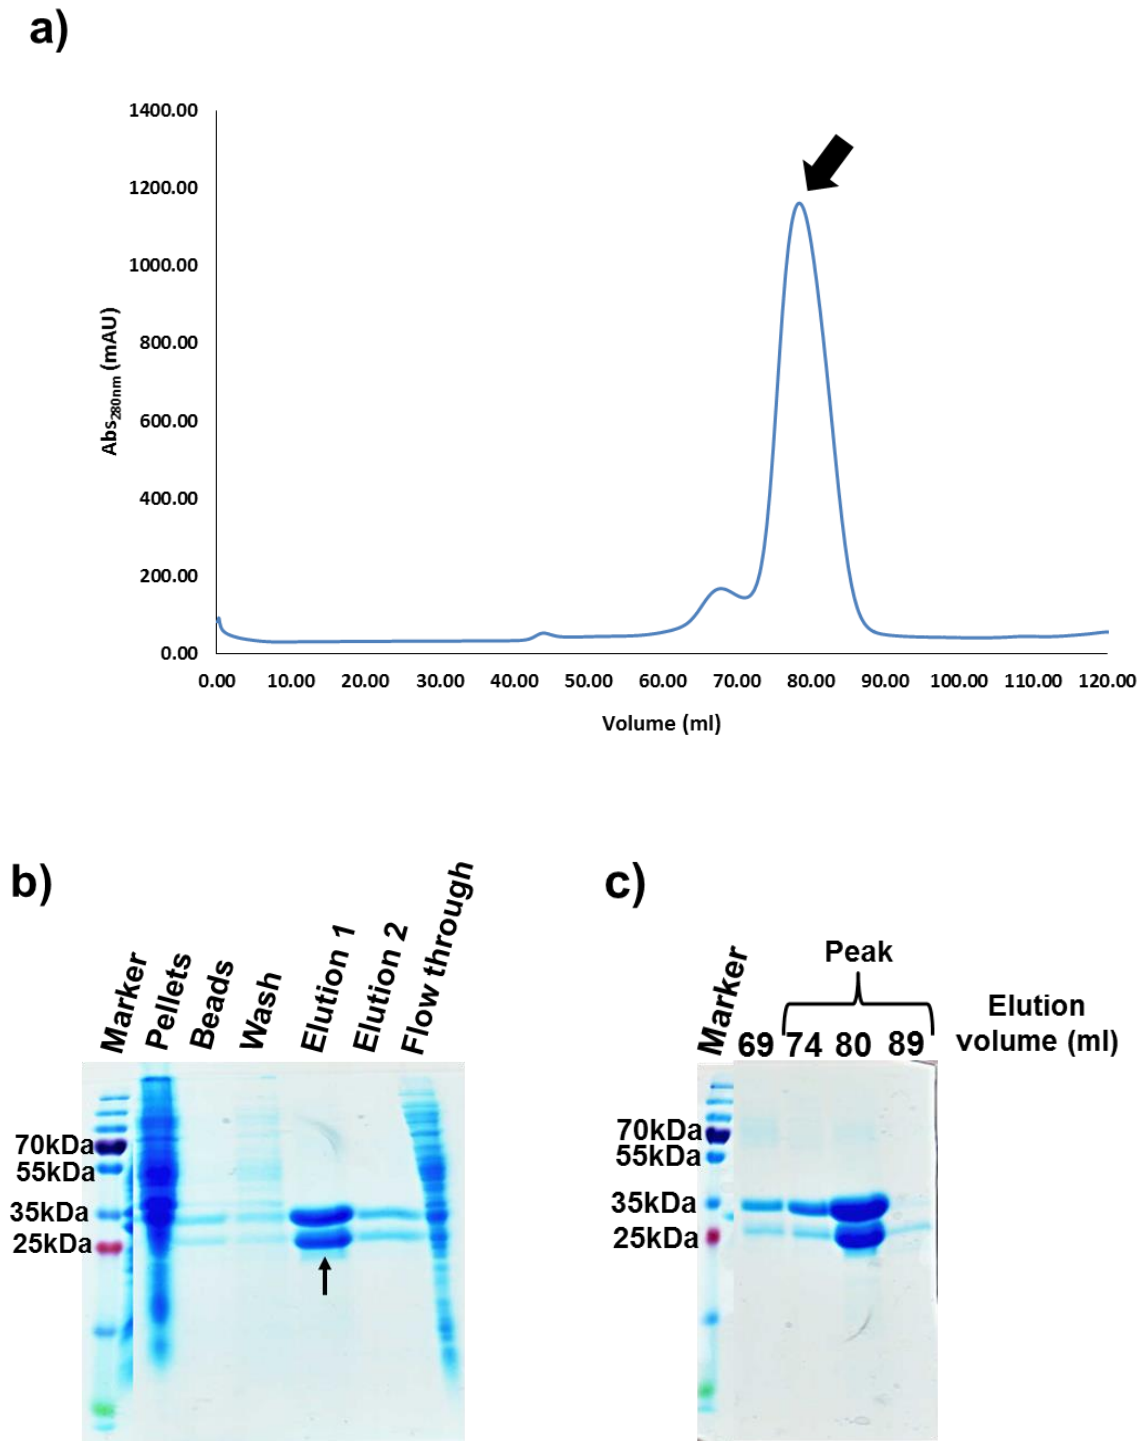 a)
1400.00
1200.00
1000.00
800.00
600.00
400.00
200.00
0.00
Abs280nm (mAU)
0.00 10.00 20.00 30.00 40.00 50.00 60.00 70.00 80.00 90.00 100.00 110.00 120.00
Volume (ml)
b)
Marker
Pellets
Beads
Wash
Elution 1
Elution 2
Flow through
70kDa
55kDa
35kDa
25kDa
c)
Marker
Peak
69 74 80 89
Elution
volume (ml)
70kDa
55kDa
35kDa
25kDa